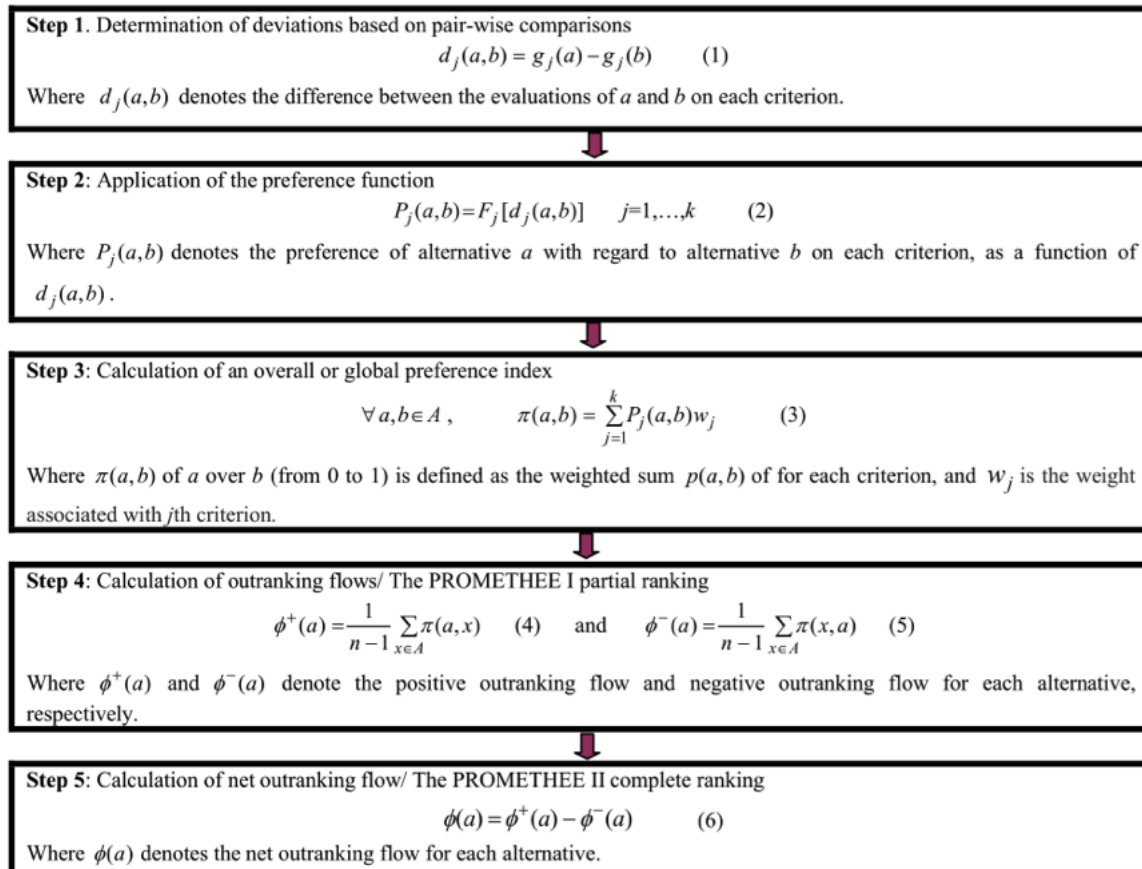 Step 1. Determination of deviations based on pair-wise comparisons
d_j(a,b) = g_j(a) − g_j(b) (1)
Where d_j(a,b) denotes the difference between the evaluations of a and b on each criterion.
Step 2: Application of the preference function
P_j(a,b)=F_j[d_j(a,b)] j=1,…,k (2)
Where P_j(a,b) denotes the preference of alternative a with regard to alternative b on each criterion, as a function of
d_j(a,b).
Step 3: Calculation of an overall or global preference index
∀ a,b∈A , π(a,b) = ∑_{j=1}^{k} P_j(a,b)w_j (3)
Where π(a,b) of a over b (from 0 to 1) is defined as the weighted sum p(a,b) of for each criterion, and w_j is the weight
associated with jth criterion.
Step 4: Calculation of outranking flows/ The PROMETHEE I partial ranking
ϕ⁺(a) = 1/(n−1) ∑_{x∈A} π(a,x) (4) and ϕ⁻(a) = 1/(n−1) ∑_{x∈A} π(x,a) (5)
Where ϕ⁺(a) and ϕ⁻(a) denote the positive outranking flow and negative outranking flow for each alternative,
respectively.
Step 5: Calculation of net outranking flow/ The PROMETHEE II complete ranking
ϕ(a) = ϕ⁺(a) − ϕ⁻(a) (6)
Where ϕ(a) denotes the net outranking flow for each alternative.